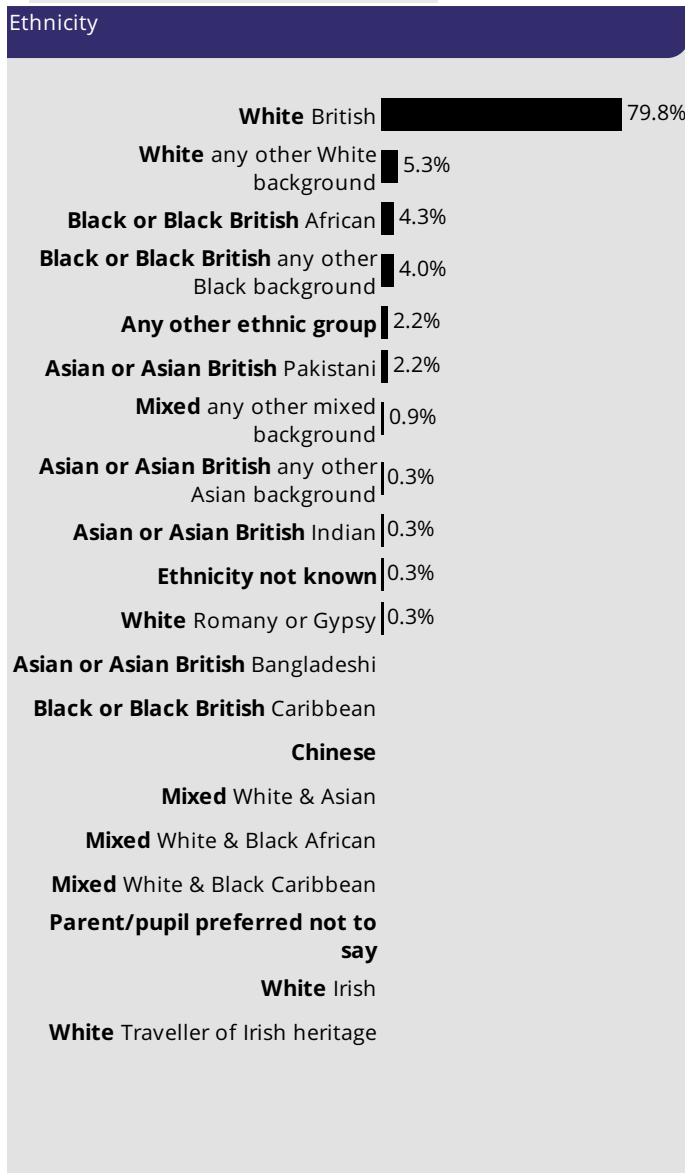 Ethnicity
White British 79.8%
White any other White
background 5.3%
Black or Black British African 4.3%
Black or Black British any other
Black background 4.0%
Any other ethnic group 2.2%
Asian or Asian British Pakistani 2.2%
Mixed any other mixed
background 0.9%
Asian or Asian British any other
Asian background 0.3%
Asian or Asian British Indian 0.3%
Ethnicity not known 0.3%
White Romany or Gypsy 0.3%
Asian or Asian British Bangladeshi
Black or Black British Caribbean
Chinese
Mixed White & Asian
Mixed White & Black African
Mixed White & Black Caribbean
Parent/pupil preferred not to
say
White Irish
White Traveller of Irish heritage